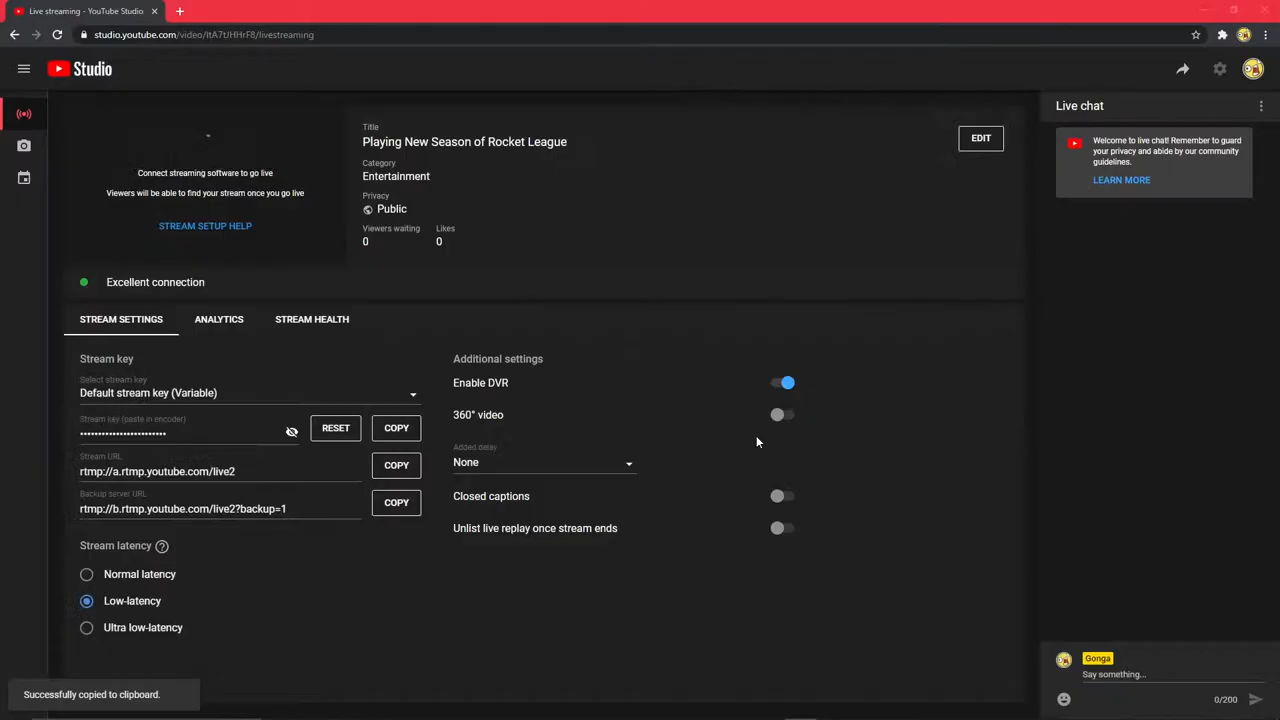 Live streaming - YouTube Studio
studio.youtube.com/video/ItA7tJHHrF8/livestreaming
Studio
Connect streaming software to go live
Viewers will be able to find your stream once you go live
STREAM SETUP HELP
Title
Playing New Season of Rocket League
Category
Entertainment
Privacy
Public
Viewers waiting
Likes
0
0
EDIT
Excellent connection
STREAM SETTINGS
ANALYTICS
STREAM HEALTH
Stream key
Select stream key
Default stream key (Variable)
Stream key (paste in encoder)
••••••••••••••••••••••••
RESET
COPY
Stream URL
rtmp://a.rtmp.youtube.com/live2
COPY
Backup server URL
rtmp://b.rtmp.youtube.com/live2?backup=1
COPY
Stream latency
Normal latency
Low-latency
Ultra low-latency
Additional settings
Enable DVR
360° video
Added delay
None
Closed captions
Unlist live replay once stream ends
Live chat
Welcome to live chat! Remember to guard
your privacy and abide by our community
guidelines.
LEARN MORE
Gonga
Say something...
0/200
Successfully copied to clipboard.